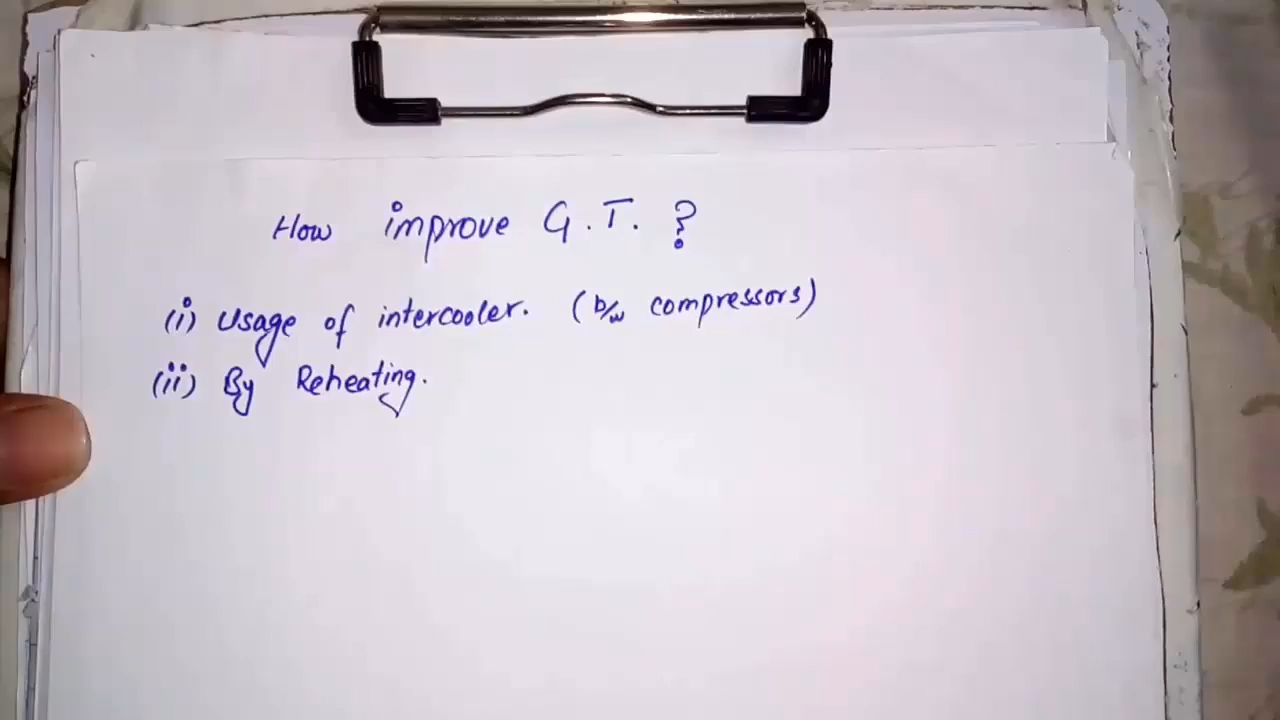 How improve G.T. ?
(i) Usage of intercooler. (b/w compressors)
(ii) By Reheating.